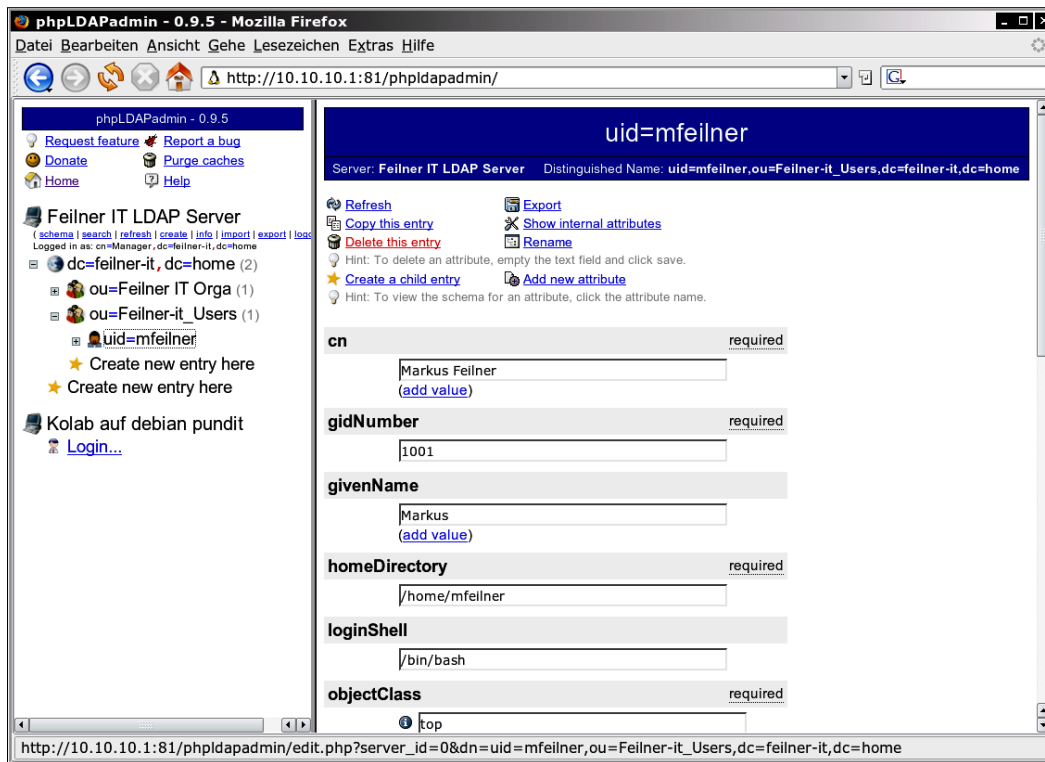 phpLDAPadmin - 0.9.5 - Mozilla Firefox
Datei Bearbeiten Ansicht Gehe Lesezeichen Extras Hilfe
http://10.10.10.1:81/phpldapadmin/
G
phpLDAPadmin - 0.9.5
Request feature Report a bug
Donate Purge caches
Home Help
Feilner IT LDAP Server
( schema | search | refresh | create | info | import | export | logo
Logged in as: cn=Manager,dc=feilner-it,dc=home
dc=feilner-it, dc=home (2)
ou=Feilner IT Orga (1)
ou=Feilner-it_Users (1)
uid=mfeilner
Create new entry here
Create new entry here
Kolab auf debian pundit
Login...
uid=mfeilner
Server: Feilner IT LDAP Server Distinguished Name: uid=mfeilner,ou=Feilner-it_Users,dc=feilner-it,dc=home
Refresh Export
Copy this entry Show internal attributes
Delete this entry Rename
Hint: To delete an attribute, empty the text field and click save.
Create a child entry Add new attribute
Hint: To view the schema for an attribute, click the attribute name.
cn required
Markus Feilner
(add value)
gidNumber required
1001
givenName
Markus
(add value)
homeDirectory required
/home/mfeilner
loginShell
/bin/bash
objectClass required
top
http://10.10.10.1:81/phpldapadmin/edit.php?server_id=0&dn=uid=mfeilner,ou=Feilner-it_Users,dc=feilner-it,dc=home